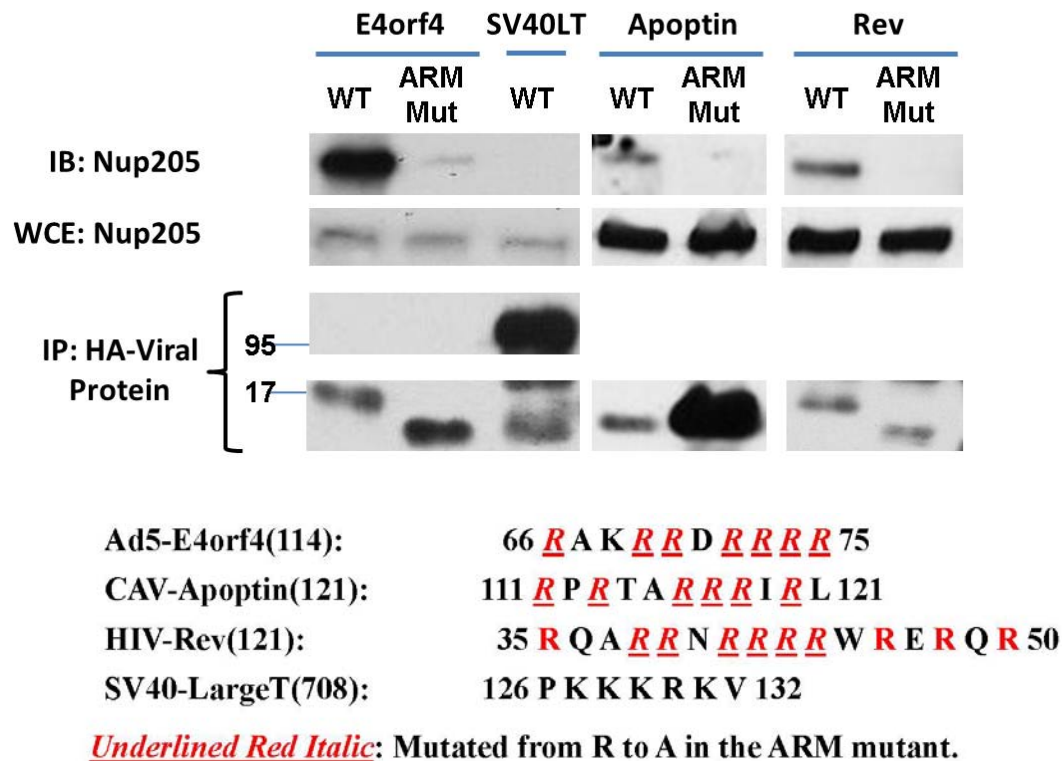 E4orf4 SV40LT Apoptin Rev
WT ARM Mut WT WT ARM Mut WT ARM Mut
IB: Nup205
WCE: Nup205
IP: HA-Viral Protein
95
17
Ad5-E4orf4(114): 66 R A K R R D R R R R 75
CAV-Apoptin(121): 111 R P R T A R R R I R L 121
HIV-Rev(121): 35 R Q A R R N R R R R W R E R Q R 50
SV40-LargeT(708): 126 P K K K R K V 132
Underlined Red Italic: Mutated from R to A in the ARM mutant.